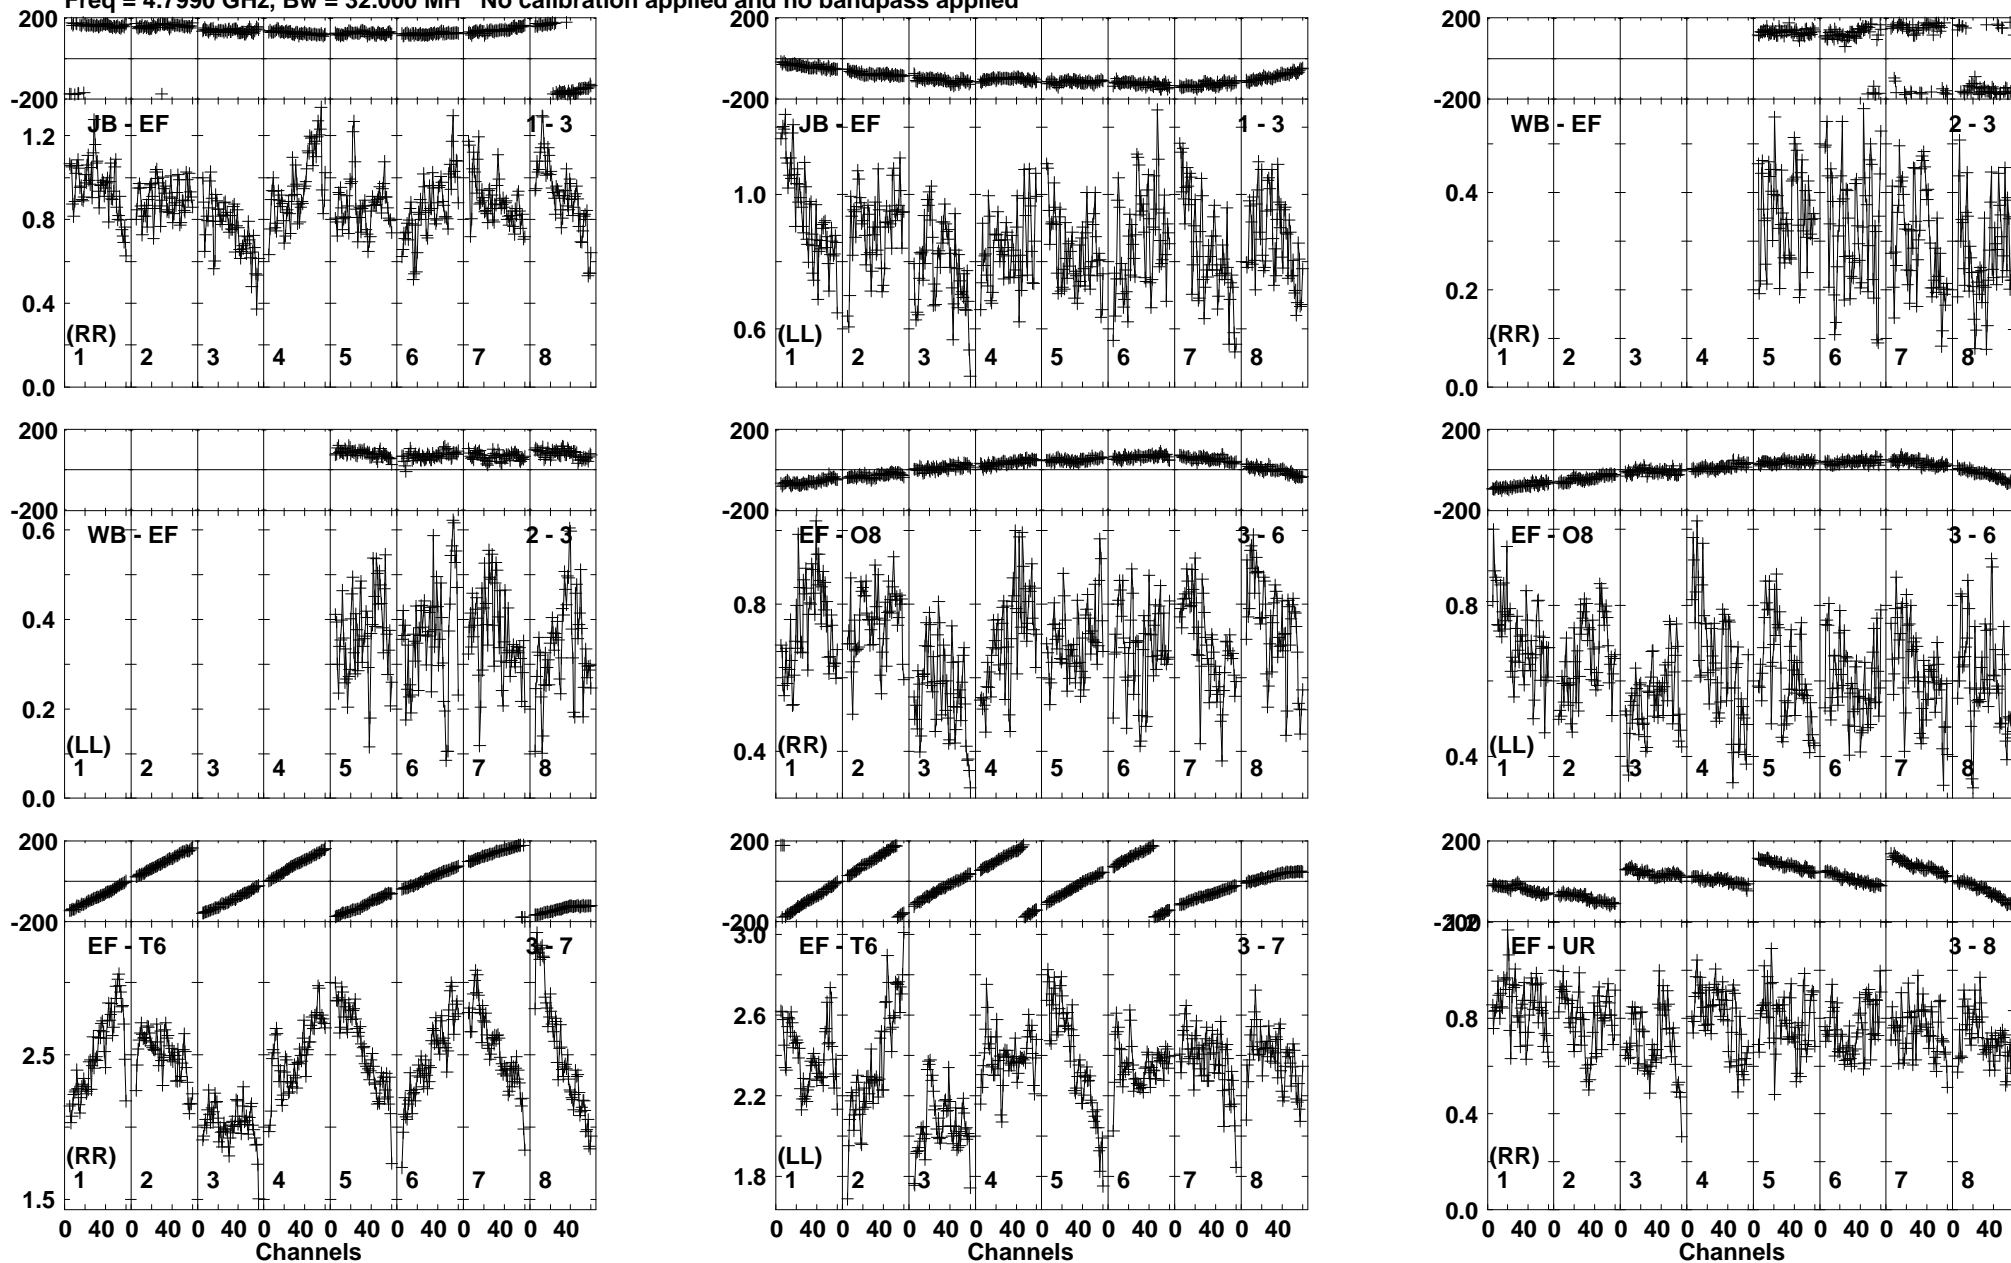 Freq = 4.7990 GHz, Bw = 32.000 MH No calibration applied and no bandpass applied
200
-200
JB - EF 1 - 3
1.2
0.8
0.4
0.0
(RR)
1 2 3 4 5 6 7 8
200
-200
JB - EF 1 - 3
1.0
0.6
(LL)
1 2 3 4 5 6 7 8
200
-200
WB - EF 2 - 3
0.4
0.2
0.0
(RR)
1 2 3 4 5 6 7 8
200
-200
WB - EF 2 - 3
0.6
0.4
0.2
0.0
(LL)
1 2 3 4 5 6 7 8
200
-200
EF - O8 3 - 6
0.8
0.4
(RR)
1 2 3 4 5 6 7 8
200
-200
EF - O8 3 - 6
0.8
0.4
(LL)
1 2 3 4 5 6 7 8
200
-200
EF - T6 3 - 7
2.5
1.5
(RR)
1 2 3 4 5 6 7 8
0 40 0 40 0 40 0 40 0 40 0 40 0 40 0 40
Channels
200
-200
EF - T6 3 - 7
3.0
2.6
2.2
1.8
(LL)
1 2 3 4 5 6 7 8
0 40 0 40 0 40 0 40 0 40 0 40 0 40 0 40
Channels
200
-200
1.2
EF - UR 3 - 8
0.8
0.4
0.0
(RR)
1 2 3 4 5 6 7 8
0 40 0 40 0 40 0 40 0 40 0 40 0 40 0 40
Channels